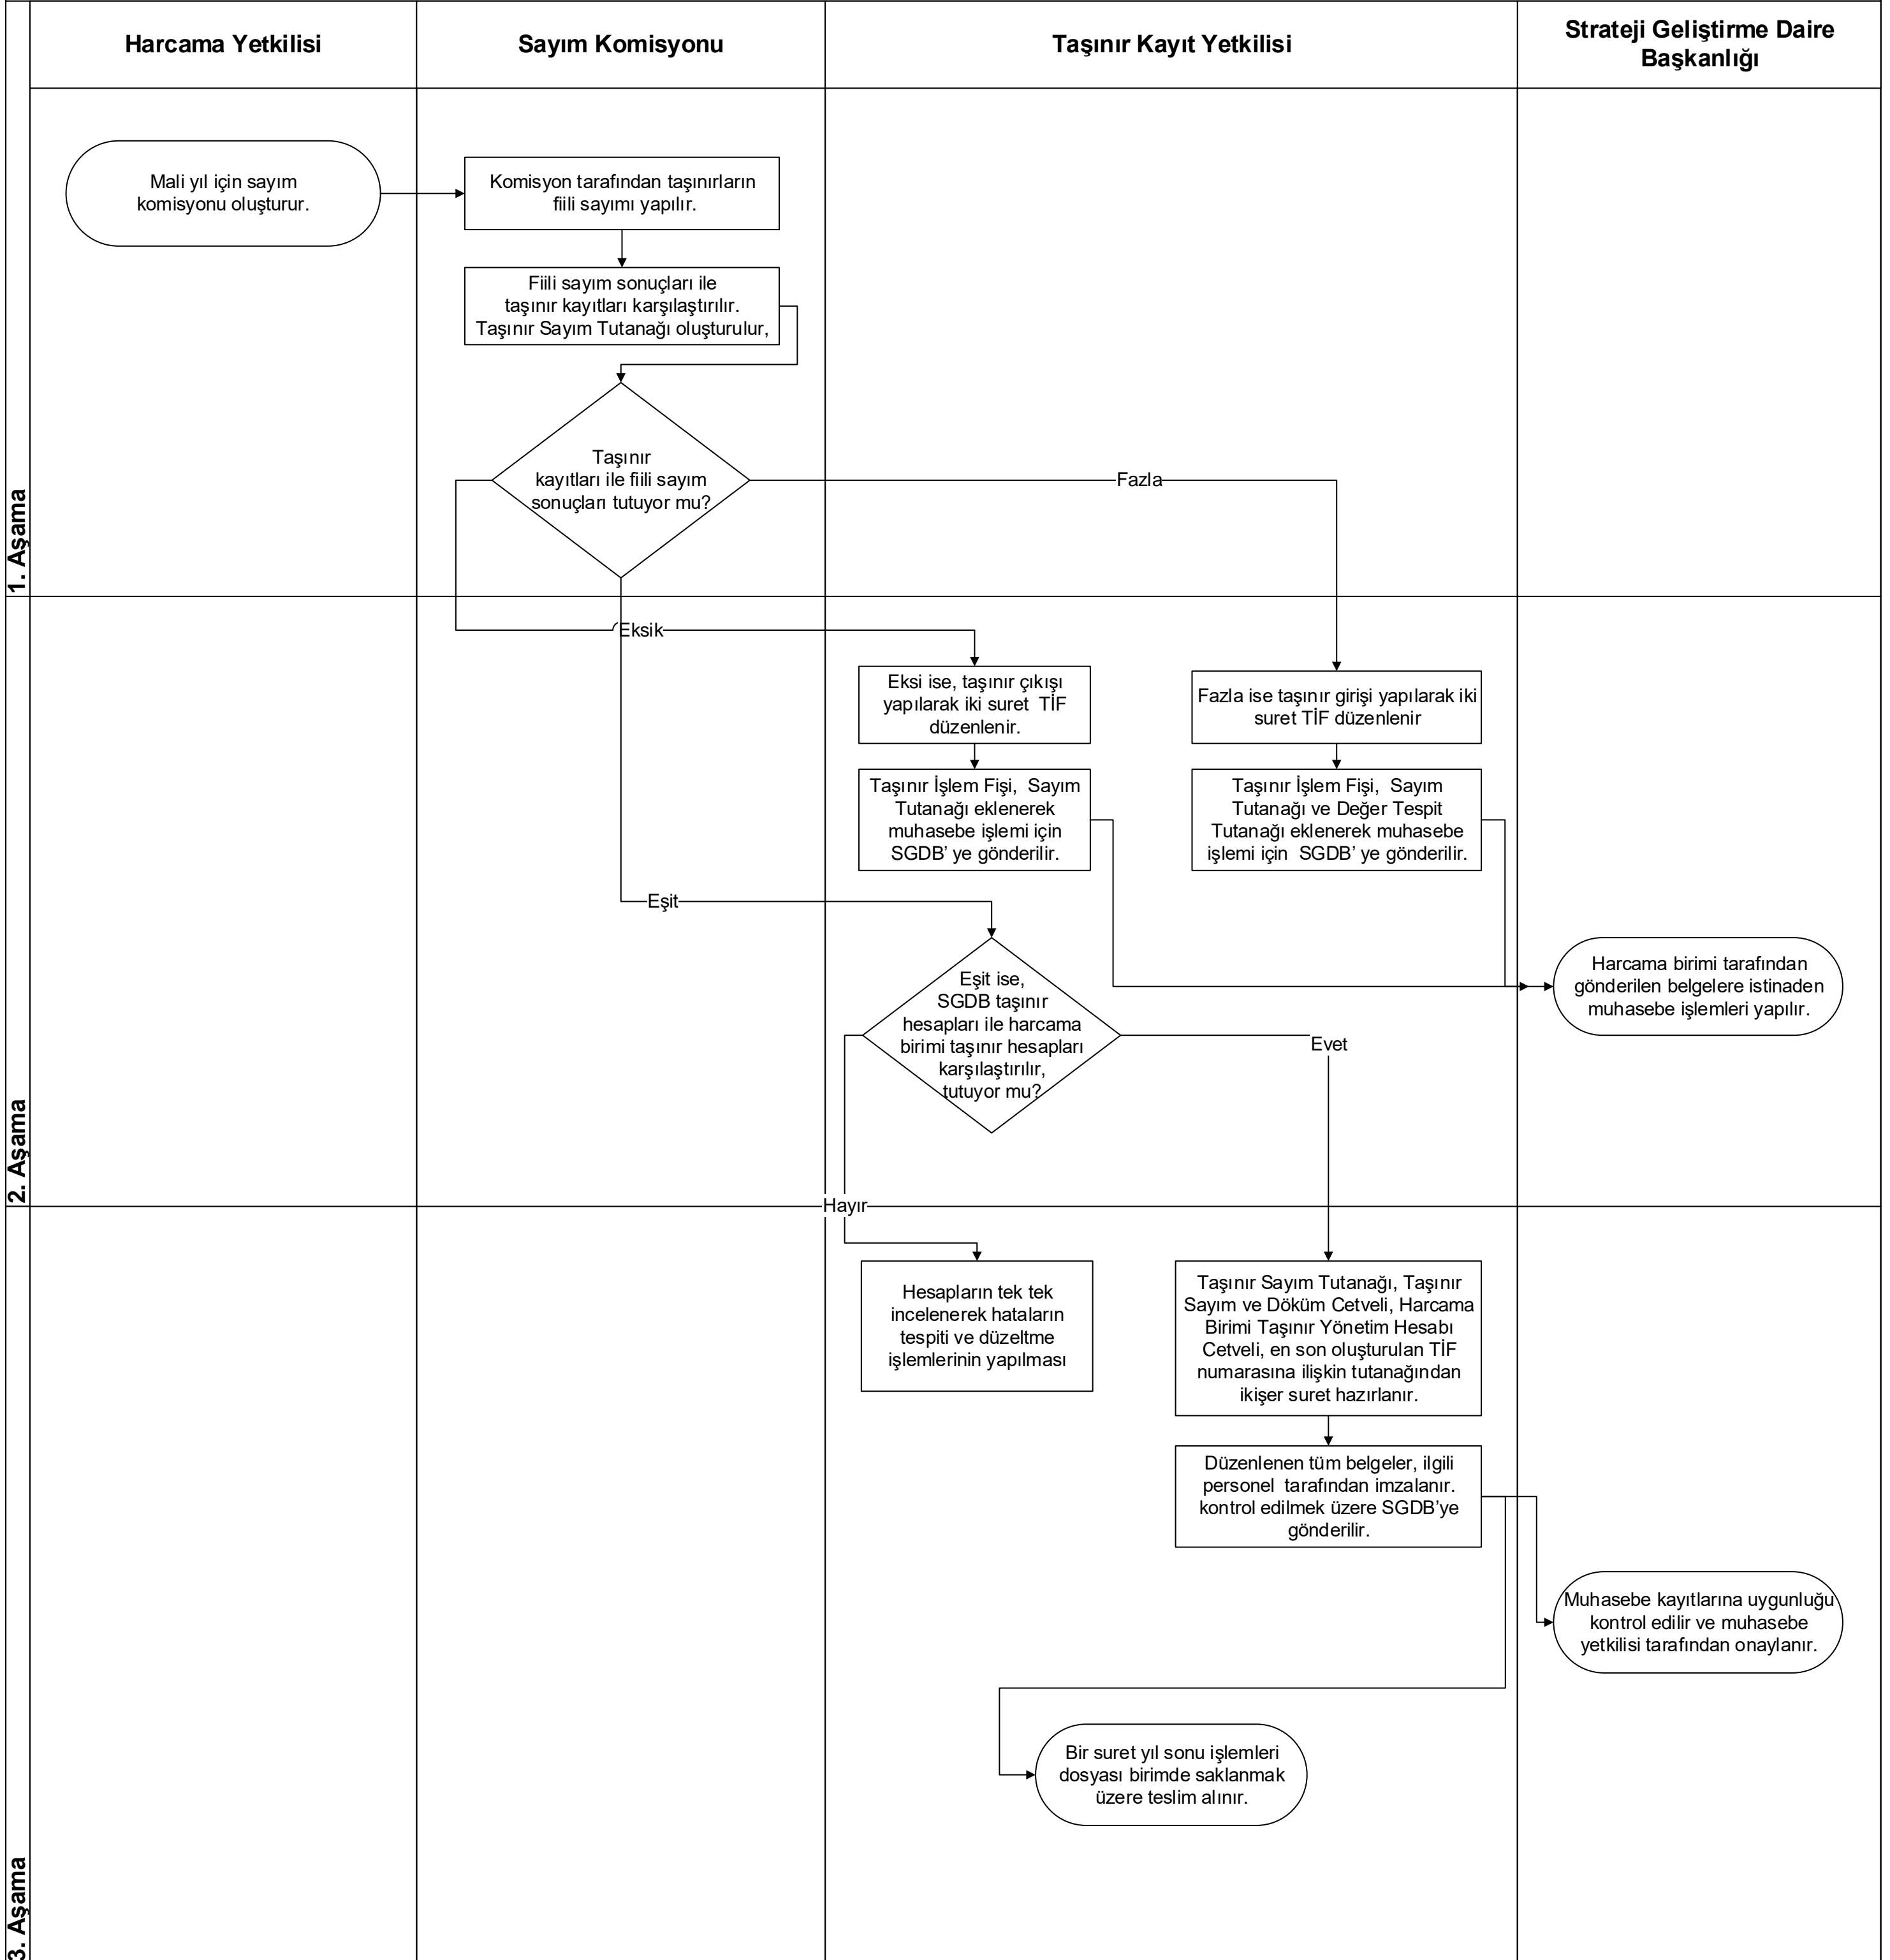 Harcama Yetkilisi
Sayım Komisyonu
Taşınır Kayıt Yetkilisi
Strateji Geliştirme Daire
Başkanlığı
1. Aşama
Mali yıl için sayım
komisyonu oluşturur.
Komisyon tarafından taşınırların
fiili sayımı yapılır.
Fiili sayım sonuçları ile
taşınır kayıtları karşılaştırılır.
Taşınır Sayım Tutanağı oluşturulur,
Taşınır
kayıtları ile fiili sayım
sonuçları tutuyor mu?
Fazla
2. Aşama
Eksik
Eksi ise, taşınır çıkışı
yapılarak iki suret TİF
düzenlenir.
Fazla ise taşınır girişi yapılarak iki
suret TİF düzenlenir
Taşınır İşlem Fişi, Sayım
Tutanağı eklenerek
muhasebe işlemi için
SGDB’ ye gönderilir.
Taşınır İşlem Fişi, Sayım
Tutanağı ve Değer Tespit
Tutanağı eklenerek muhasebe
işlemi için SGDB’ ye gönderilir.
Eşit
Eşit ise,
SGDB taşınır
hesapları ile harcama
birimi taşınır hesapları
karşılaştırılır,
tutuyor mu?
Harcama birimi tarafından
gönderilen belgelere istinaden
muhasebe işlemleri yapılır.
Evet
Hayır
3. Aşama
Hesapların tek tek
incelenerek hataların
tespiti ve düzeltme
işlemlerinin yapılması
Taşınır Sayım Tutanağı, Taşınır
Sayım ve Döküm Cetveli, Harcama
Birimi Taşınır Yönetim Hesabı
Cetveli, en son oluşturulan TİF
numarasına ilişkin tutanağından
ikişer suret hazırlanır.
Düzenlenen tüm belgeler, ilgili
personel tarafından imzalanır.
kontrol edilmek üzere SGDB’ye
gönderilir.
Muhasebe kayıtlarına uygunluğu
kontrol edilir ve muhasebe
yetkilisi tarafından onaylanır.
Bir suret yıl sonu işlemleri
dosyası birimde saklanmak
üzere teslim alınır.